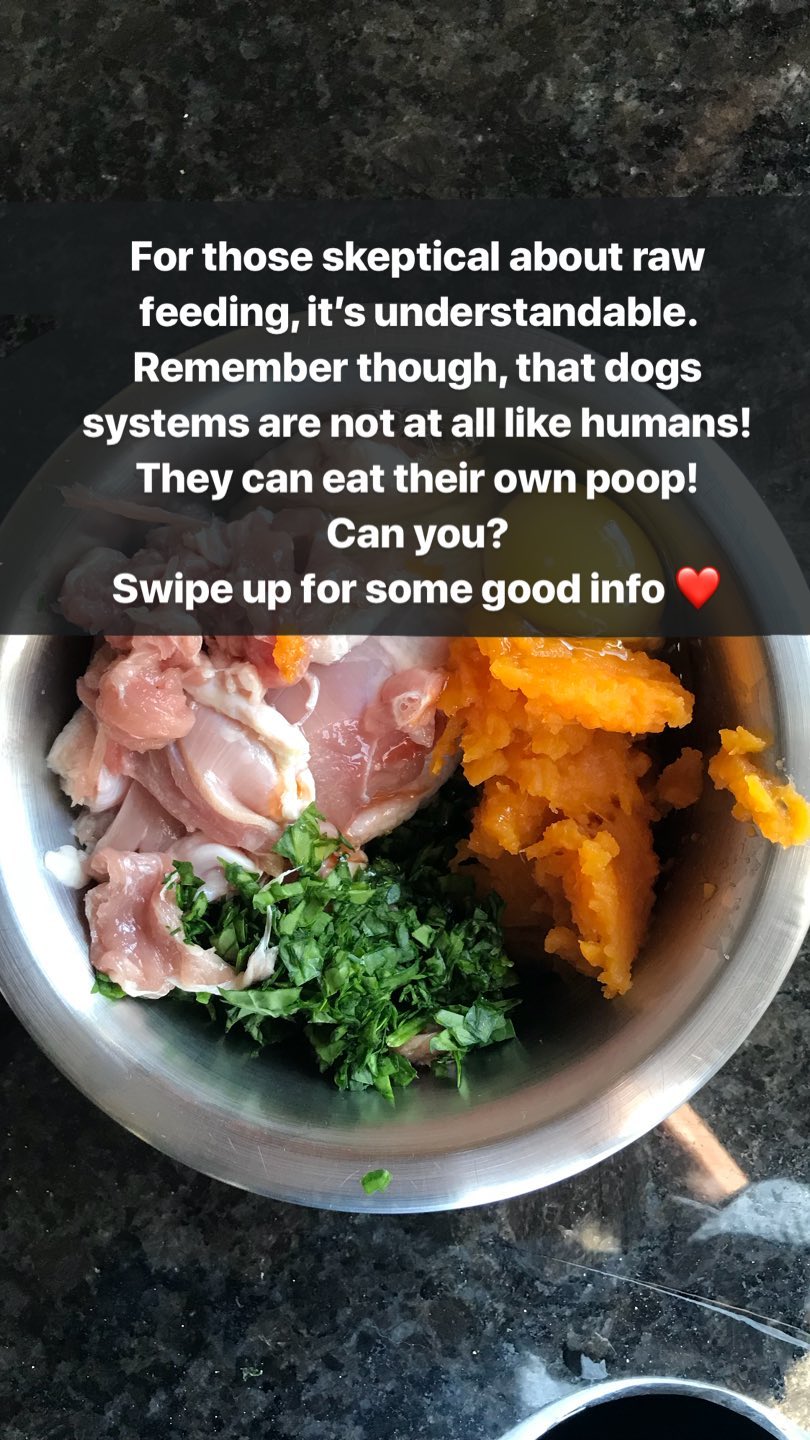 For those skeptical about raw
feeding, it’s understandable.
Remember though, that dogs
systems are not at all like humans!
They can eat their own poop!
Can you?
Swipe up for some good info ❤️